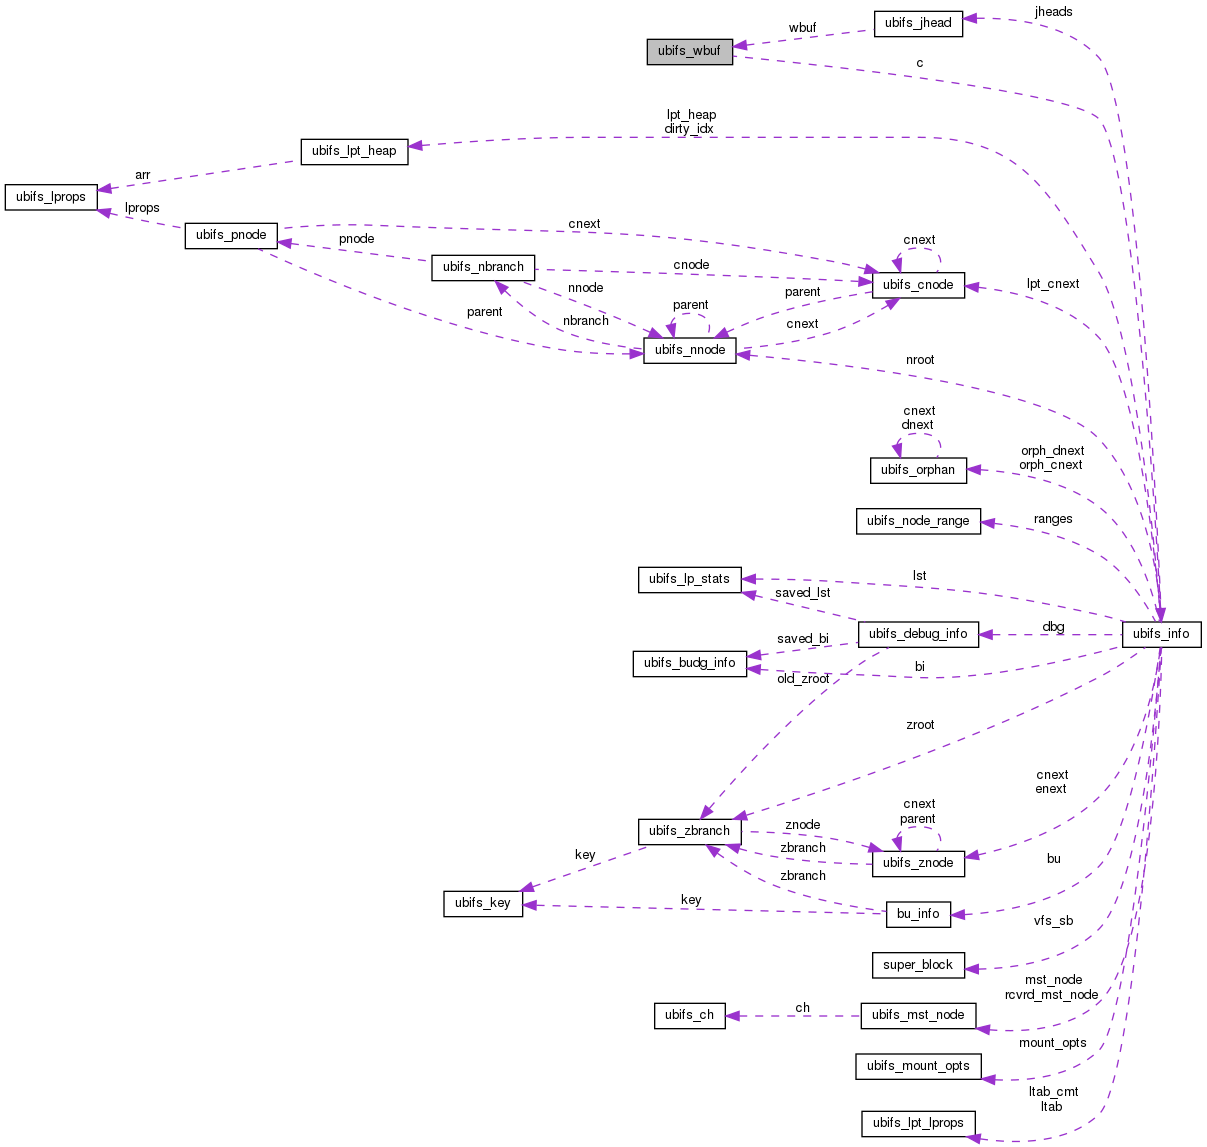 jheads
ubifs_jhead
wbuf
ubifs_wbuf
c
lpt_heap
dirty_idx
ubifs_lpt_heap
arr
ubifs_lprops
lprops
ubifs_pnode
cnext
pnode
ubifs_nbranch
cnode
cnext
ubifs_cnode
lpt_cnext
nnode
parent
parent
parent
nbranch
cnext
ubifs_nnode
nroot
cnext
dnext
ubifs_orphan
orph_dnext
orph_cnext
ubifs_node_range
ranges
ubifs_lp_stats
lst
saved_lst
ubifs_debug_info
dbg
ubifs_info
saved_bi
ubifs_budg_info
bi
old_zroot
zroot
cnext
enext
cnext
parent
ubifs_zbranch
znode
zbranch
ubifs_znode
key
zbranch
bu
ubifs_key
key
bu_info
vfs_sb
super_block
mst_node
rcvrd_mst_node
ubifs_ch
ch
ubifs_mst_node
mount_opts
ubifs_mount_opts
ltab_cmt
ltab
ubifs_lpt_lprops